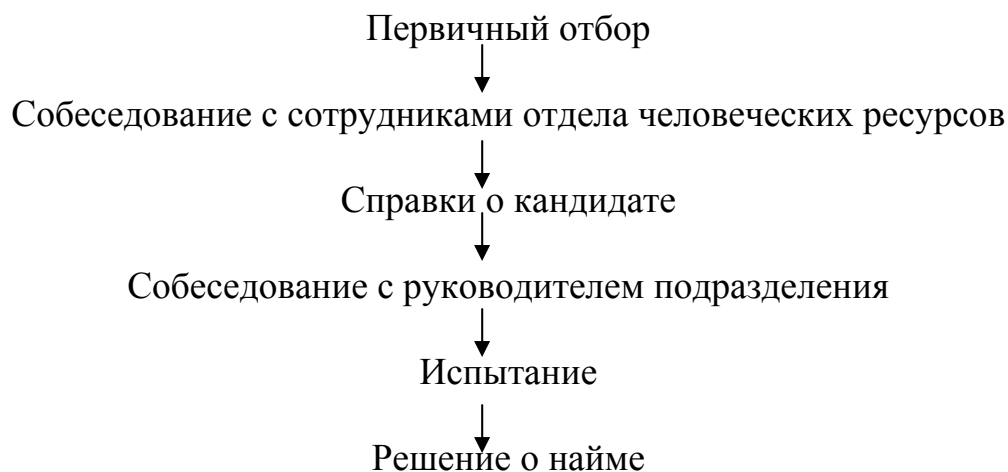 Первичный отбор
Собеседование с сотрудниками отдела человеческих ресурсов
Справки о кандидате
Собеседование с руководителем подразделения
Испытание
Решение о найме